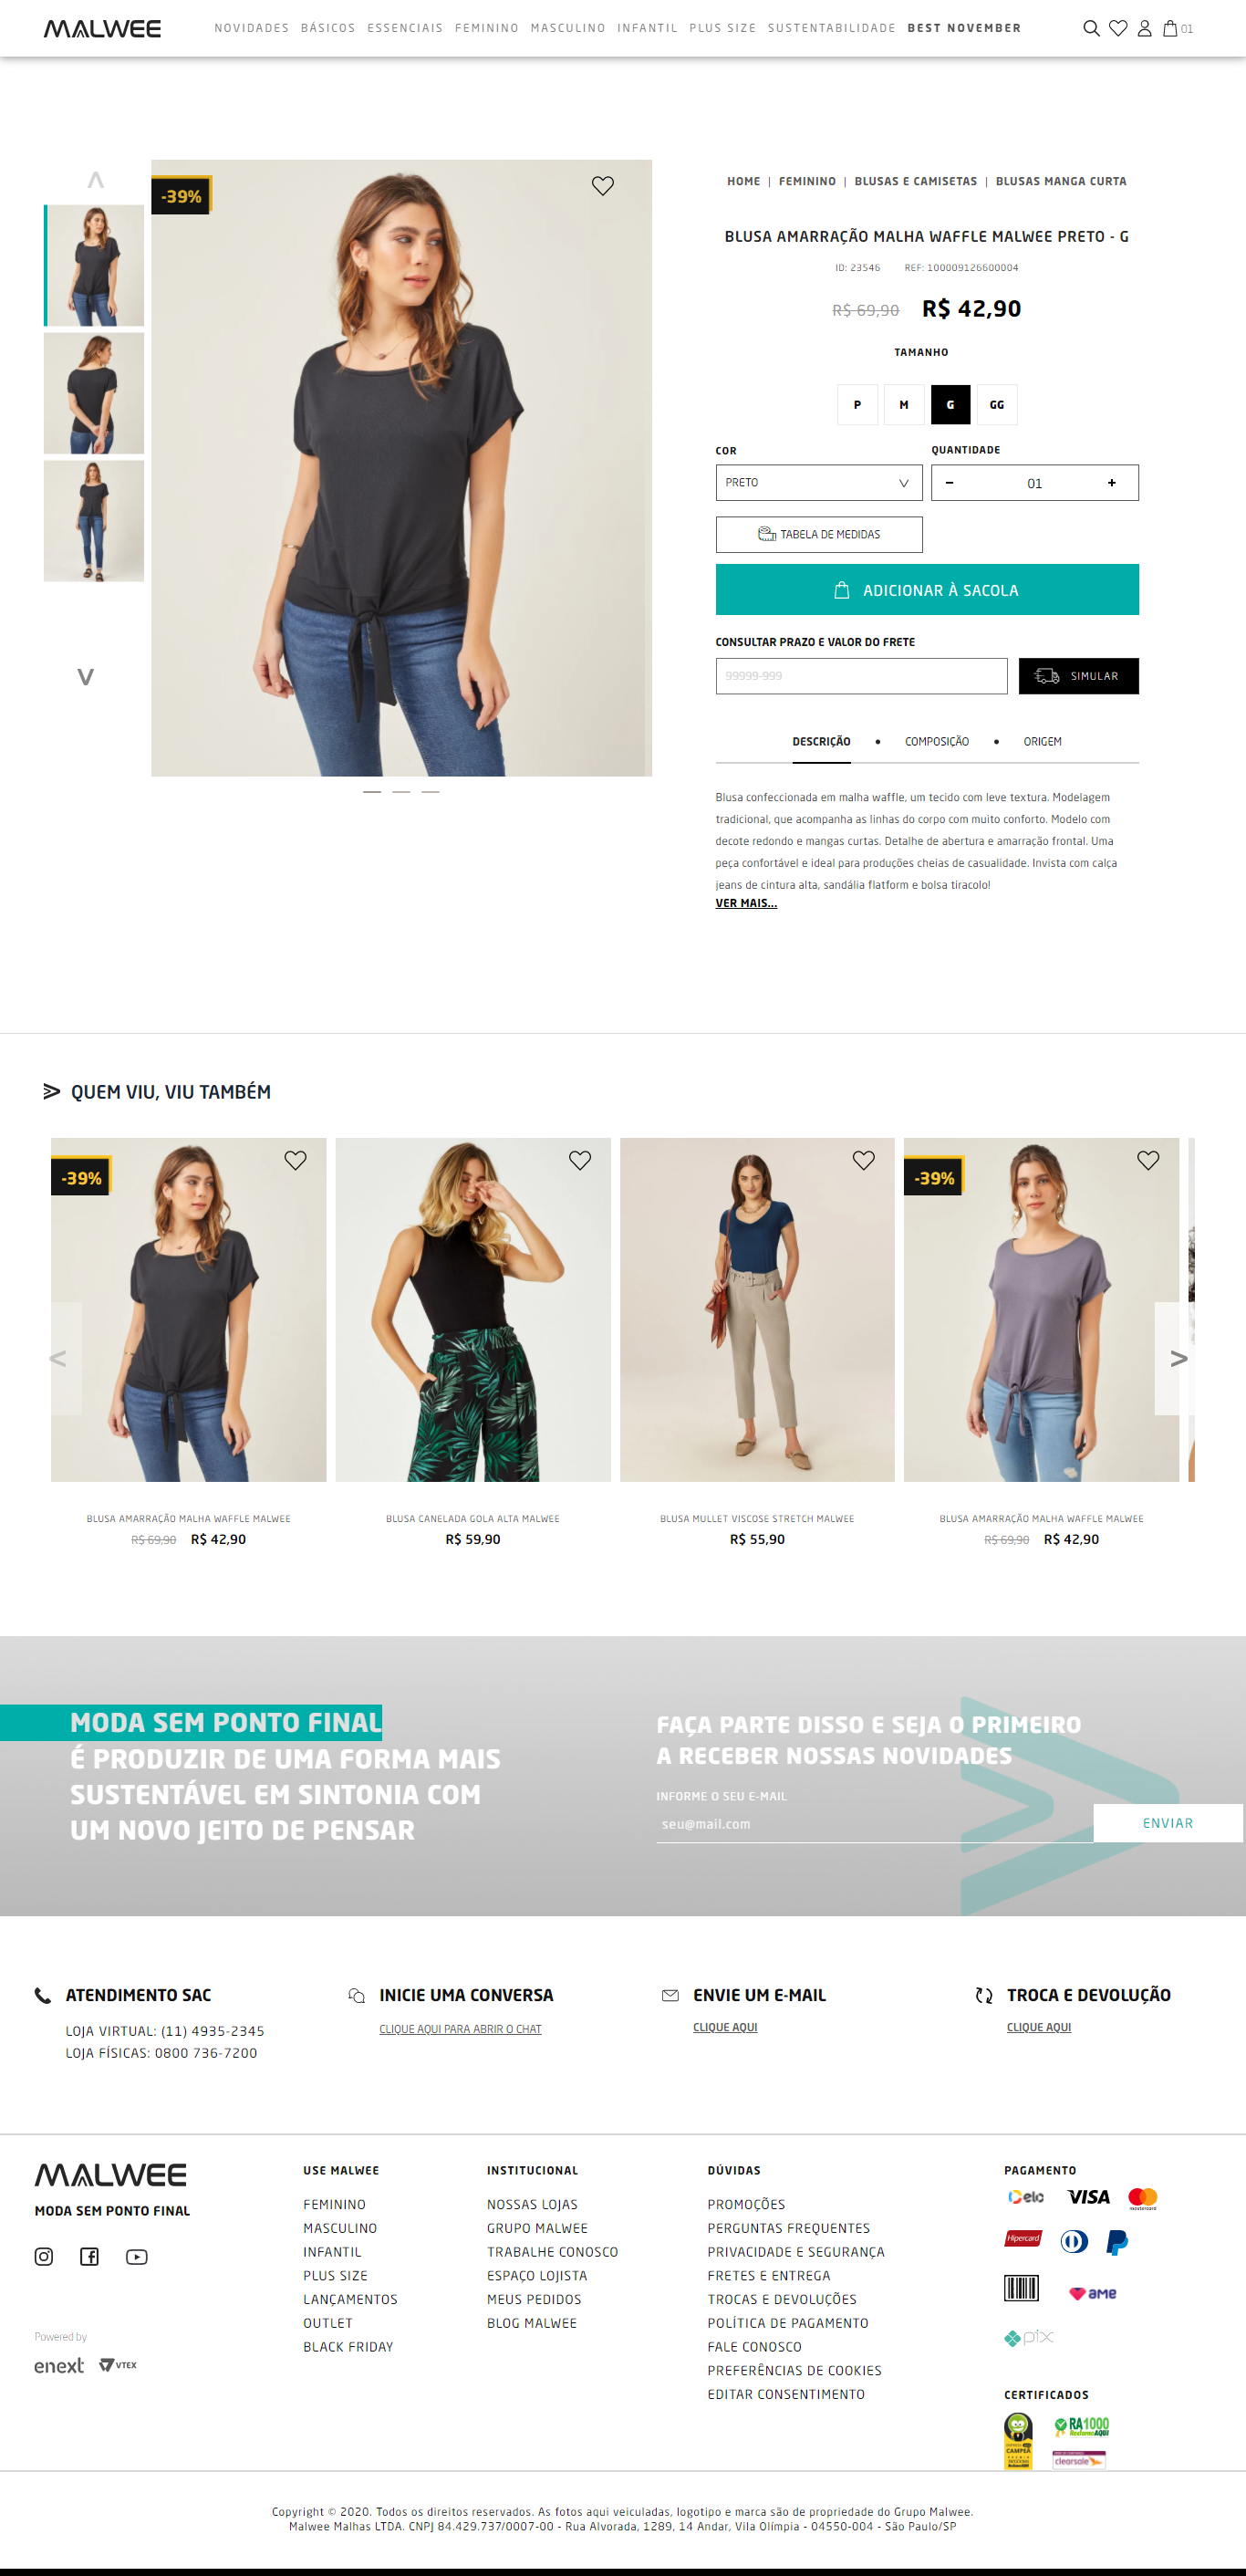 MALWEE
NOVIDADES BÁSICOS ESSENCIAIS FEMININO MASCULINO INFANTIL PLUS SIZE SUSTENTABILIDADE BEST NOVEMBER
01
-39%
HOME | FEMININO | BLUSAS E CAMISETAS | BLUSAS MANGA CURTA
BLUSA AMARRAÇÃO MALHA WAFFLE MALWEE PRETO - G
ID: 23546 REF: 100009126600004
R$ 69,90 R$ 42,90
TAMANHO
P M G GG
COR QUANTIDADE
PRETO - 01 +
TABELA DE MEDIDAS
ADICIONAR À SACOLA
CONSULTAR PRAZO E VALOR DO FRETE
99999-999 SIMULAR
DESCRIÇÃO • COMPOSIÇÃO • ORIGEM
Blusa confeccionada em malha waffle, um tecido com leve textura. Modelagem
tradicional, que acompanha as linhas do corpo com muito conforto. Modelo com
decote redondo e mangas curtas. Detalhe de abertura e amarração frontal. Uma
peça confortável e ideal para produções cheias de casualidade. Invista com calça
jeans de cintura alta, sandália flatform e bolsa tiracolo!
VER MAIS...
QUEM VIU, VIU TAMBÉM
-39% -39%
< >
BLUSA AMARRAÇÃO MALHA WAFFLE MALWEE
R$ 69,90 R$ 42,90
BLUSA CANELADA GOLA ALTA MALWEE
R$ 59,90
BLUSA MULLET VISCOSE STRETCH MALWEE
R$ 55,90
BLUSA AMARRAÇÃO MALHA WAFFLE MALWEE
R$ 69,90 R$ 42,90
MODA SEM PONTO FINAL
É PRODUZIR DE UMA FORMA MAIS
SUSTENTÁVEL EM SINTONIA COM
UM NOVO JEITO DE PENSAR
FAÇA PARTE DISSO E SEJA O PRIMEIRO
A RECEBER NOSSAS NOVIDADES
INFORME O SEU E-MAIL
seu@mail.com
ENVIAR
ATENDIMENTO SAC
LOJA VIRTUAL: (11) 4935-2345
LOJA FÍSICAS: 0800 736-7200
INICIE UMA CONVERSA
CLIQUE AQUI PARA ABRIR O CHAT
ENVIE UM E-MAIL
CLIQUE AQUI
TROCA E DEVOLUÇÃO
CLIQUE AQUI
MALWEE
MODA SEM PONTO FINAL
Powered by
enext VTEX
USE MALWEE
FEMININO
MASCULINO
INFANTIL
PLUS SIZE
LANÇAMENTOS
OUTLET
BLACK FRIDAY
INSTITUCIONAL
NOSSAS LOJAS
GRUPO MALWEE
TRABALHE CONOSCO
ESPAÇO LOJISTA
MEUS PEDIDOS
BLOG MALWEE
DÚVIDAS
PROMOÇÕES
PERGUNTAS FREQUENTES
PRIVACIDADE E SEGURANÇA
FRETES E ENTREGA
TROCAS E DEVOLUÇÕES
POLÍTICA DE PAGAMENTO
FALE CONOSCO
PREFERÊNCIAS DE COOKIES
EDITAR CONSENTIMENTO
PAGAMENTO
elo VISA mastercard
Hipercard
ame
pix
CERTIFICADOS
CAMPEÃ
RA1000
ReclameAQUI
clearsale
Copyright © 2020. Todos os direitos reservados. As fotos aqui veiculadas, logotipo e marca são de propriedade do Grupo Malwee.
Malwee Malhas LTDA. CNPJ 84.429.737/0007-00 - Rua Alvorada, 1289, 14 Andar, Vila Olímpia - 04550-004 - São Paulo/SP